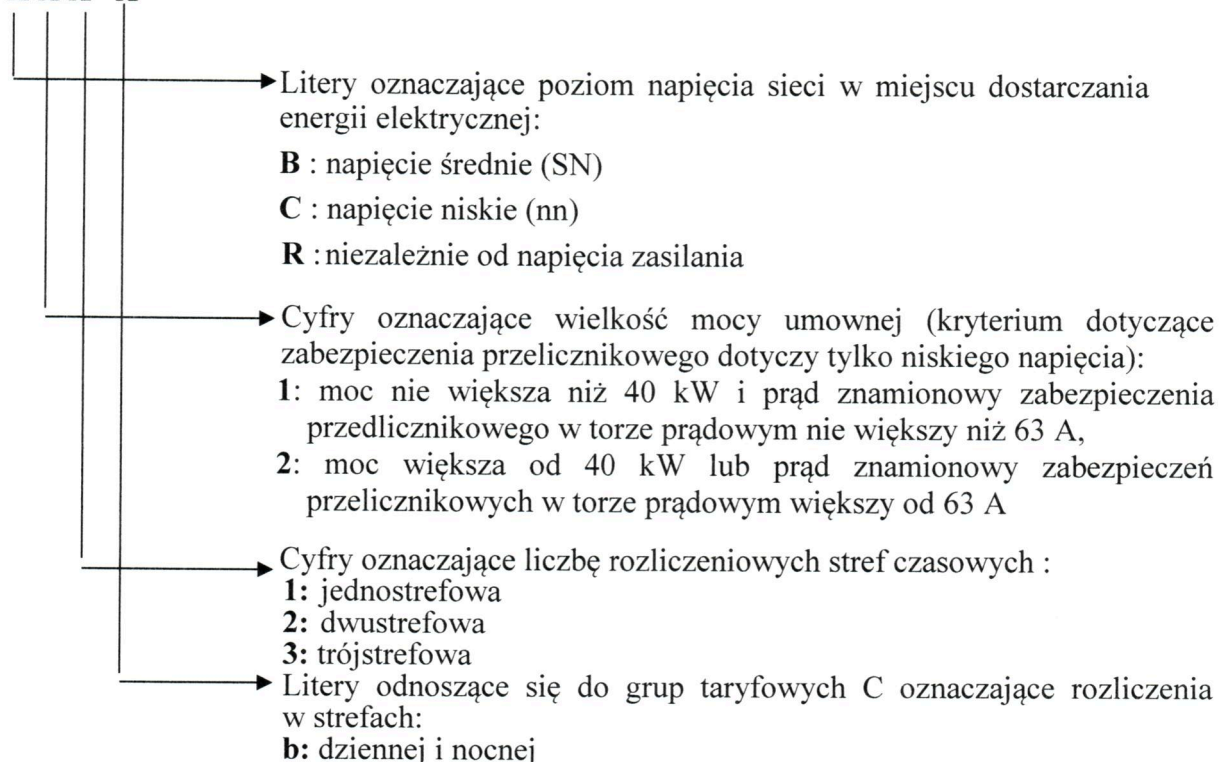 Litery oznaczające poziom napięcia sieci w miejscu dostarczania
energii elektrycznej:
B : napięcie średnie (SN)
C : napięcie niskie (nn)
R : niezależnie od napięcia zasilania
Cyfry oznaczające wielkość mocy umownej (kryterium dotyczące
zabezpieczenia przelicznikowego dotyczy tylko niskiego napięcia):
1: moc nie większa niż 40 kW i prąd znamionowy zabezpieczenia
przedlicznikowego w torze prądowym nie większy niż 63 A,
2: moc większa od 40 kW lub prąd znamionowy zabezpieczeń
przelicznikowych w torze prądowym większy od 63 A
Cyfry oznaczające liczbę rozliczeniowych stref czasowych :
1: jednostrefowa
2: dwustrefowa
3: trójstrefowa
Litery odnoszące się do grup taryfowych C oznaczające rozliczenia
w strefach:
b: dziennej i nocnej